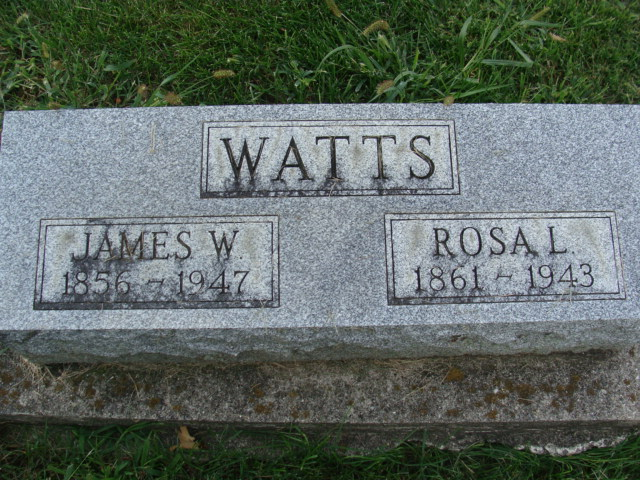 WATTS
JAMES W.
1856 - 1947
ROSA L.
1861 - 1943